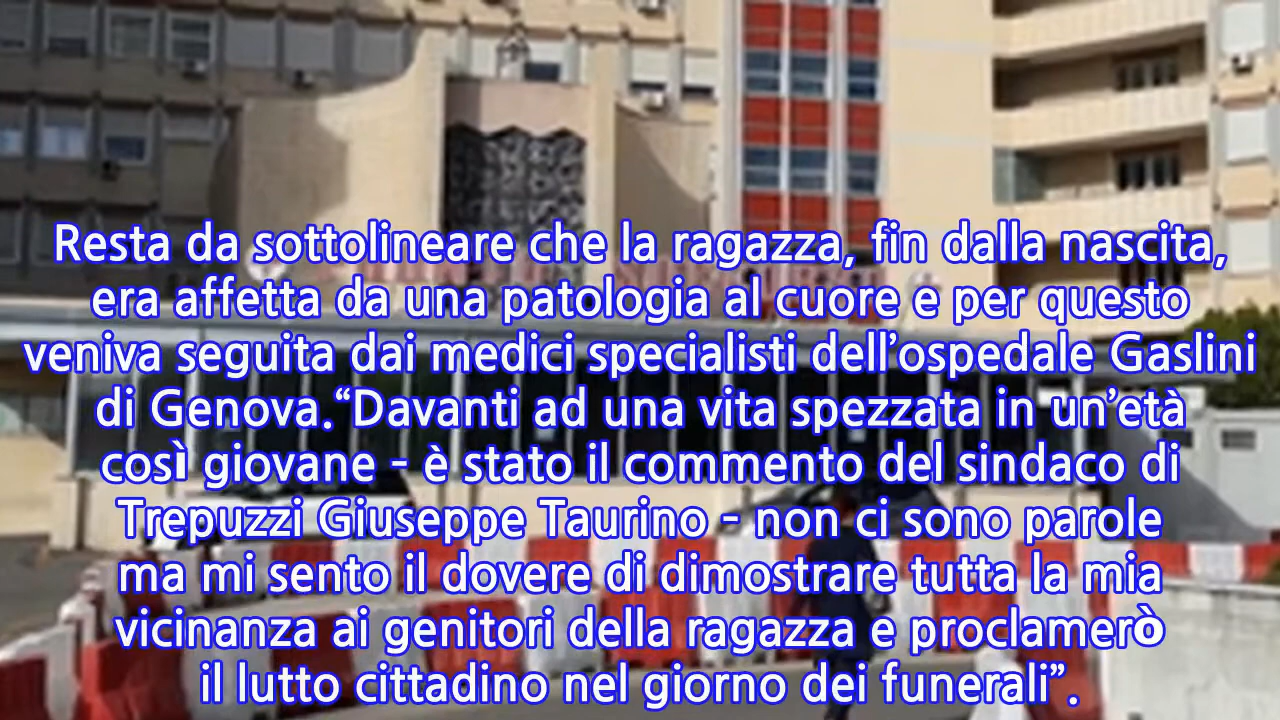 Resta da sottolineare che la ragazza, fin dalla nascita,
era affetta da una patologia al cuore e per questo
veniva seguita dai medici specialisti dell’ospedale Gaslini
di Genova.“Davanti ad una vita spezzata in un’età
così giovane - è stato il commento del sindaco di
Trepuzzi Giuseppe Taurino - non ci sono parole
ma mi sento il dovere di dimostrare tutta la mia
vicinanza ai genitori della ragazza e proclamerò
il lutto cittadino nel giorno dei funerali”.